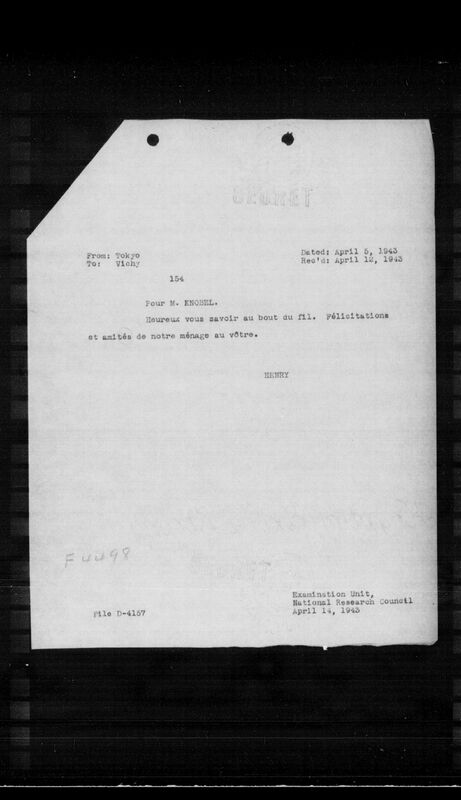 SECRET
From: Tokyo
To: Vichy
Dated: April 5, 1943
Rec'd: April 12, 1943
154
Pour M. KNOBEL.
Heureux vous savoir au bout du fil. Félicitations
et amités de notre ménage au vôtre.
HENRY
F4498
Examination Unit,
National Research Council
April 14, 1943
File D-4157